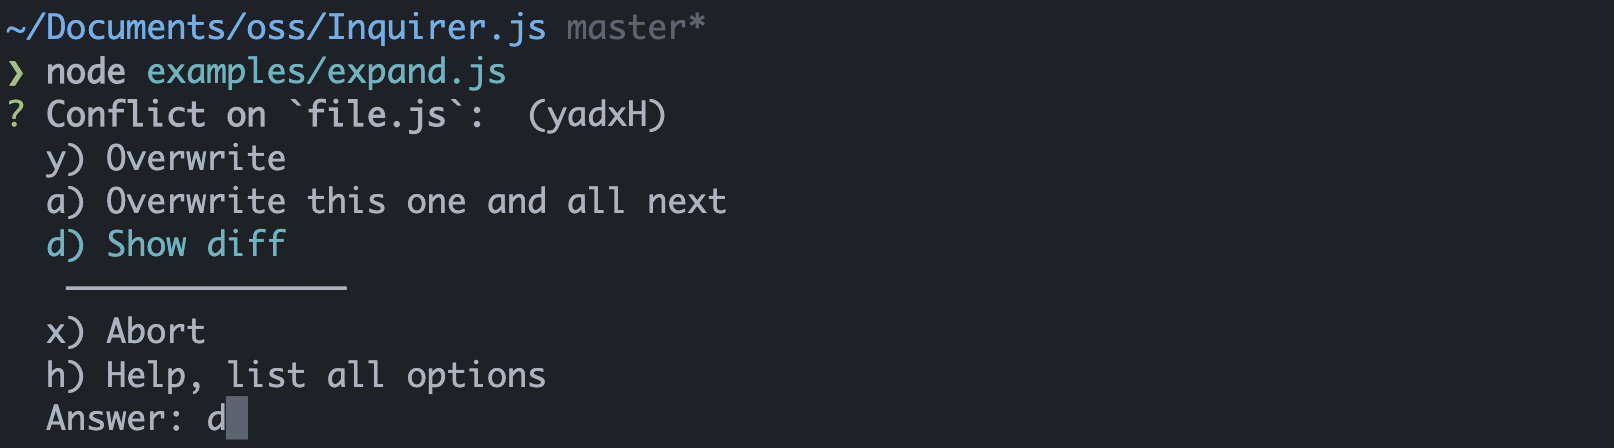 ~/Documents/oss/Inquirer.js master*
❯ node examples/expand.js
? Conflict on `file.js`:  (yadxH)
y) Overwrite
a) Overwrite this one and all next
d) Show diff
──────────────
x) Abort
h) Help, list all options
Answer: d